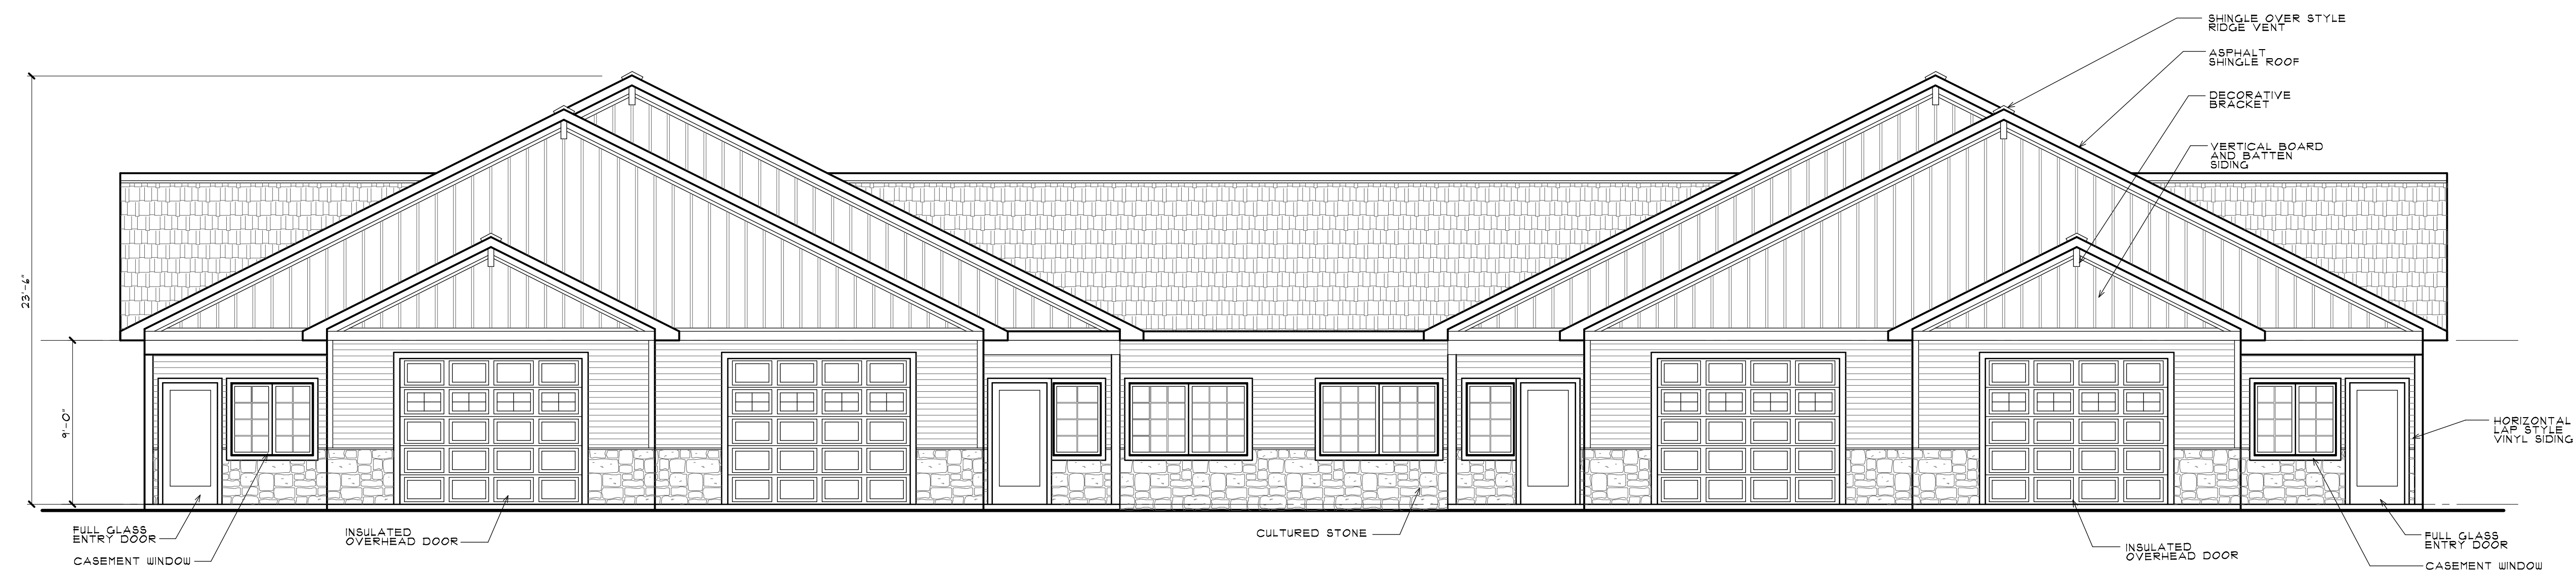 SHINGLE OVER STYLE
RIDGE VENT
ASPHALT
SHINGLE ROOF
DECORATIVE
BRACKET
VERTICAL BOARD
AND BATTEN
SIDING
23'-6"
9'-0"
HORIZONTAL
LAP STYLE
VINYL SIDING
FULL GLASS
ENTRY DOOR
CASEMENT WINDOW
INSULATED
OVERHEAD DOOR
CULTURED STONE
INSULATED
OVERHEAD DOOR
FULL GLASS
ENTRY DOOR
CASEMENT WINDOW